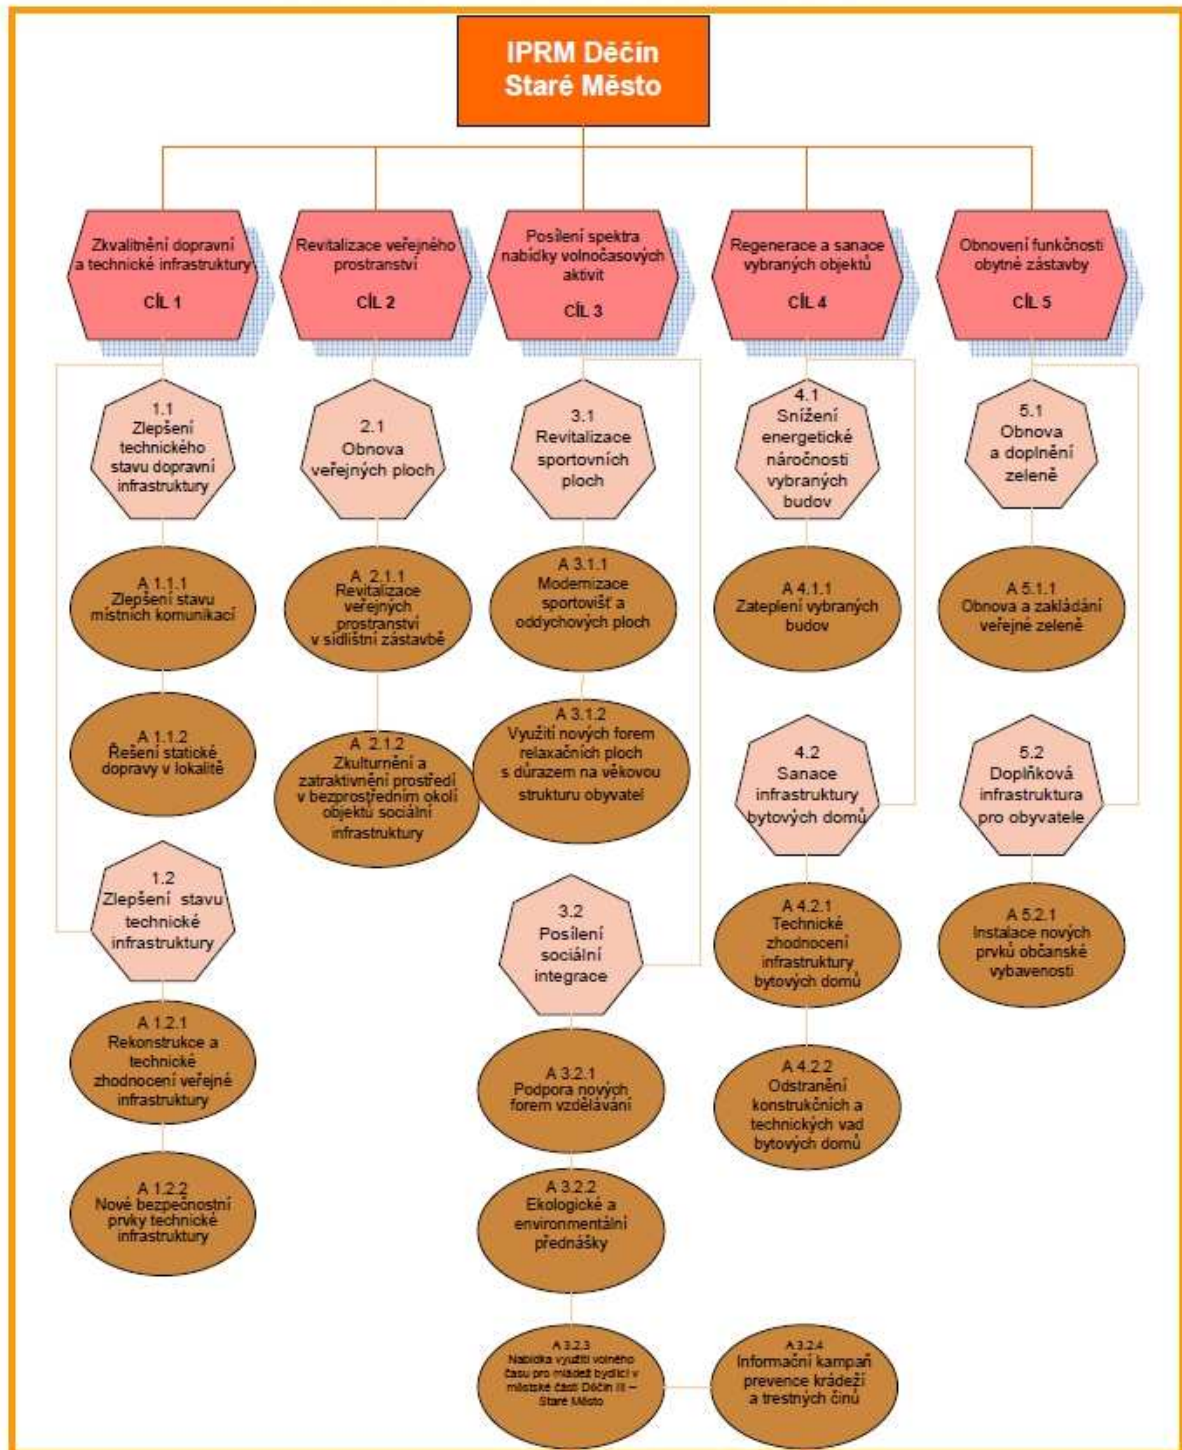 IPRM Děčín
Staré Město
Zkvalitnění dopravní
a technické infrastruktury
CÍL 1
Revitalizace veřejného
prostranství
CÍL 2
Posílení spektra
nabídky volnočasových
aktivit
CÍL 3
Regenerace a sanace
vybraných objektů
CÍL 4
Obnovení funkčnosti
obytné zástavby
CÍL 5
1.1
Zlepšení
technického
stavu dopravní
infrastruktury
A 1.1.1
Zlepšení stavu
místních komunikací
A 1.1.2
Řešení statické
dopravy v lokalitě
1.2
Zlepšení stavu
technické
infrastruktury
A 1.2.1
Rekonstrukce a
technické
zhodnocení veřejné
infrastruktury
A 1.2.2
Nové bezpečnostní
prvky technické
infrastruktury
2.1
Obnova
veřejných ploch
A 2.1.1
Revitalizace
veřejných
prostranství
v sídlištní zástavbě
A 2.1.2
Zkulturnění a
zatraktivnění prostředí
v bezprostředním okolí
objektů sociální
infrastruktury
3.1
Revitalizace
sportovních
ploch
A 3.1.1
Modernizace
sportovišť a
oddychových ploch
A 3.1.2
Využití nových forem
relaxačních ploch
s důrazem na věkovou
strukturu obyvatel
3.2
Posílení
sociální
integrace
A 3.2.1
Podpora nových
forem vzdělávání
A 3.2.2
Ekologické a
environmentální
přednášky
A 3.2.3
Nabídka využití volného
času pro mládež bydlící v
městské části Děčín III –
Staré Město
A 3.2.4
Informační kampaň
prevence krádeží
a trestných činů
4.1
Snížení
energetické
náročnosti
vybraných
budov
A 4.1.1
Zateplení vybraných
budov
4.2
Sanace
infrastruktury
bytových domů
A 4.2.1
Technické
zhodnocení
infrastruktury
bytových domů
A 4.2.2
Odstranění
konstrukčních a
technických vad
bytových domů
5.1
Obnova
a doplnění
zeleně
A 5.1.1
Obnova a zakládání
veřejné zeleně
5.2
Doplňková
infrastruktura
pro obyvatele
A 5.2.1
Instalace nových
prvků občanské
vybavenosti